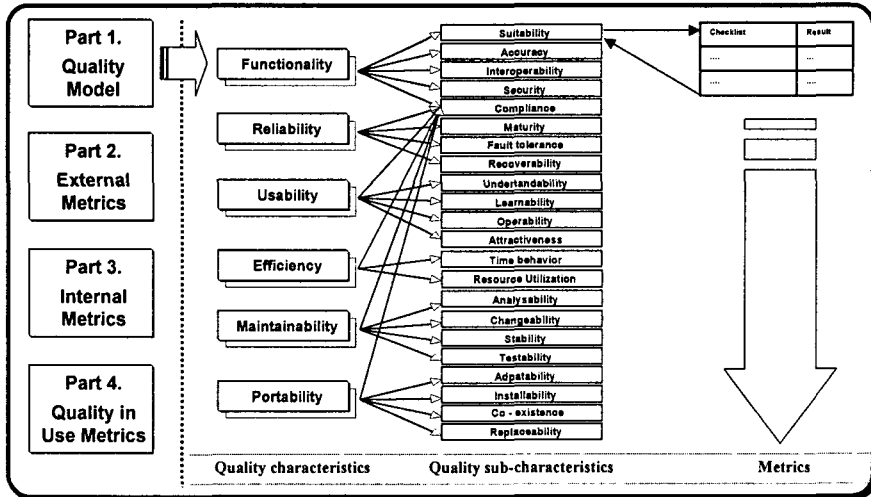 Part 1.
Quality
Model
Part 2.
External
Metrics
Part 3.
Internal
Metrics
Part 4.
Quality in
Use Metrics
Functionality
Reliability
Usability
Efficiency
Maintainability
Portability
Quality characteristics
Suitability
Accuracy
Interoperability
Security
Compliance
Maturity
Fault tolerance
Recoverability
Undertandability
Learnability
Operability
Attractiveness
Time behavior
Resource Utilization
Analysability
Changeability
Stability
Testability
Adpatability
Installability
Co - existence
Replaceability
Quality sub-characteristics
Checklist Result
.... ...
.... ...
Metrics